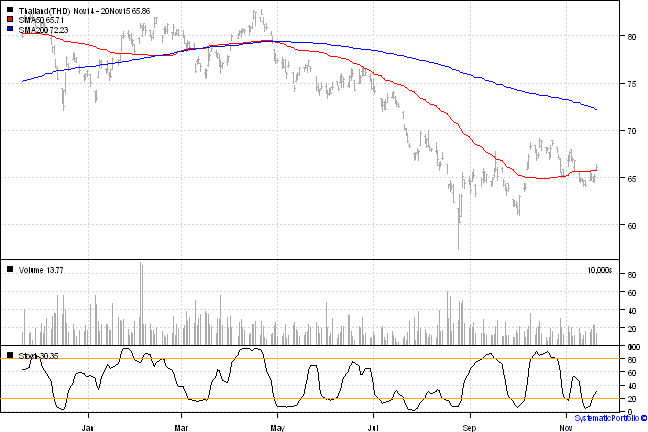 Thailand(THD) Nov14 - 20Nov15 65.86
SMA50 65.71
SMA200 72.23
80
75
70
65
60
Volume 13.77
10,000s
80
60
40
20
Stoch 30.35
100
80
60
40
20
0
Jan
Mar
May
Jul
Sep
Nov
SystematicPortfolio ©